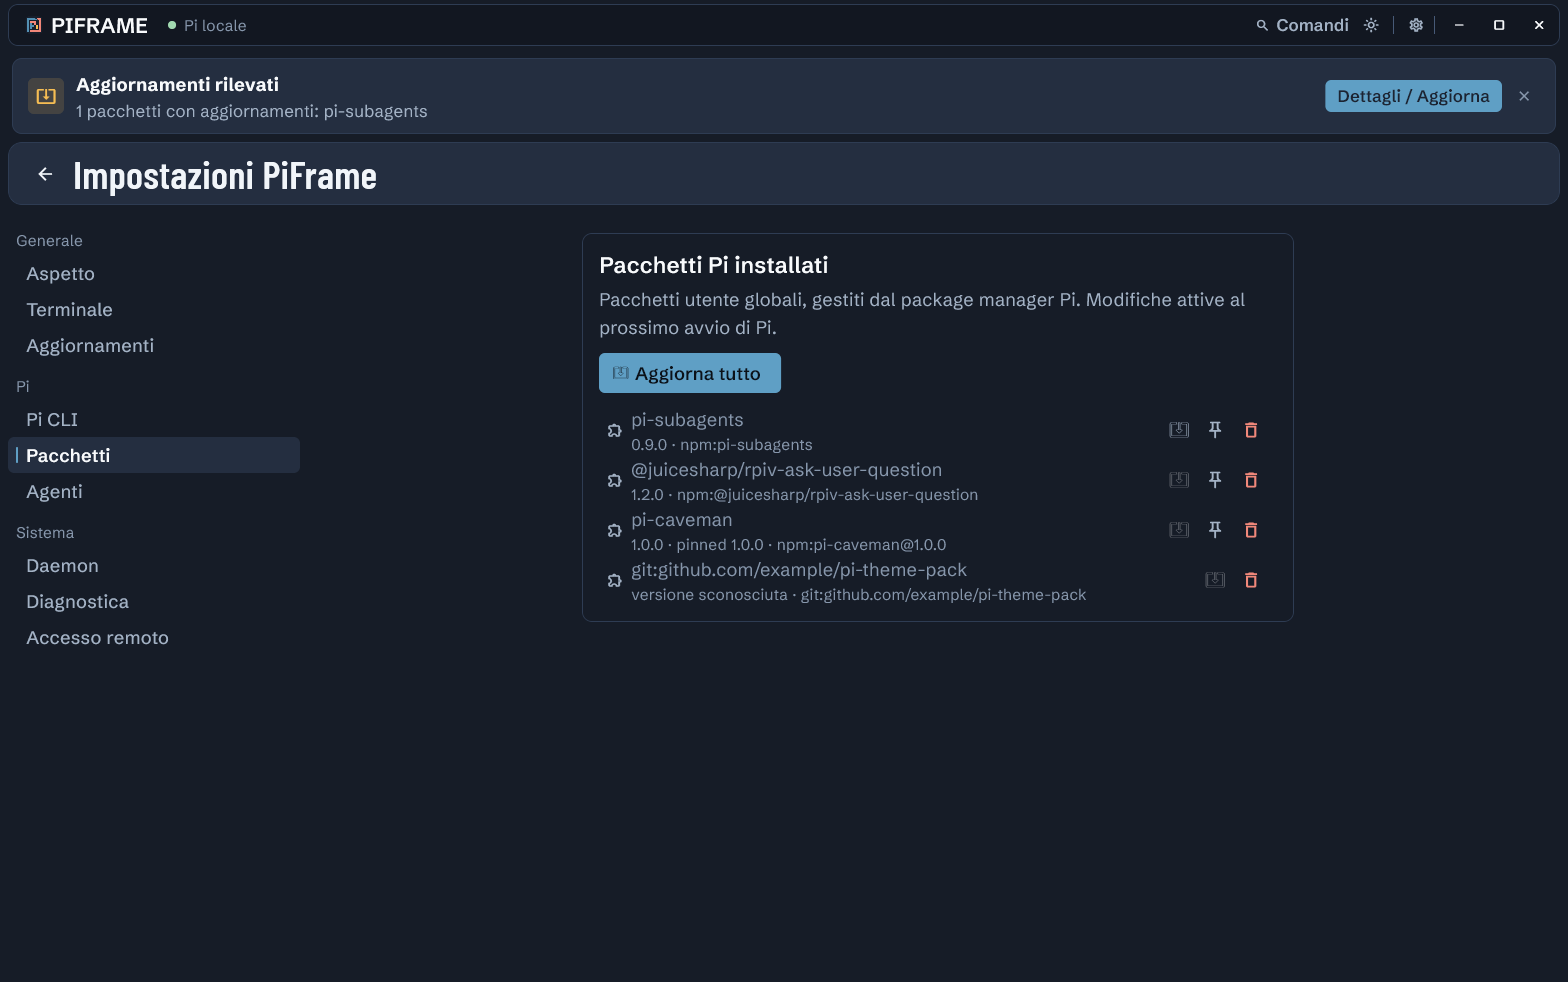 PIFRAME
Pi locale
Comandi
Aggiornamenti rilevati
1 pacchetti con aggiornamenti: pi-subagents
Dettagli / Aggiorna
Impostazioni PiFrame
Generale
Aspetto
Terminale
Aggiornamenti
Pi
Pi CLI
Pacchetti
Agenti
Sistema
Daemon
Diagnostica
Accesso remoto
Pacchetti Pi installati
Pacchetti utente globali, gestiti dal package manager Pi. Modifiche attive al
prossimo avvio di Pi.
Aggiorna tutto
pi-subagents
0.9.0 · npm:pi-subagents
@juicesharp/rpiv-ask-user-question
1.2.0 · npm:@juicesharp/rpiv-ask-user-question
pi-caveman
1.0.0 · pinned 1.0.0 · npm:pi-caveman@1.0.0
git:github.com/example/pi-theme-pack
versione sconosciuta · git:github.com/example/pi-theme-pack